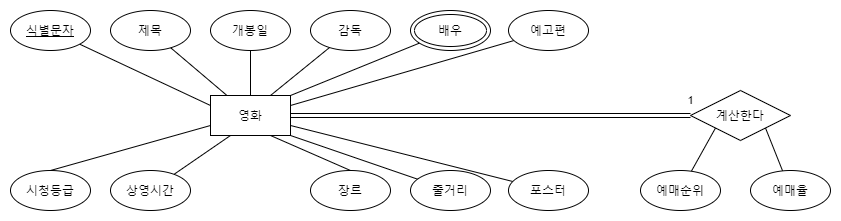 식별문자
제목
개봉일
감독
배우
예고편
영화
1
계산한다
시청등급
상영시간
장르
줄거리
포스터
예매순위
예매율